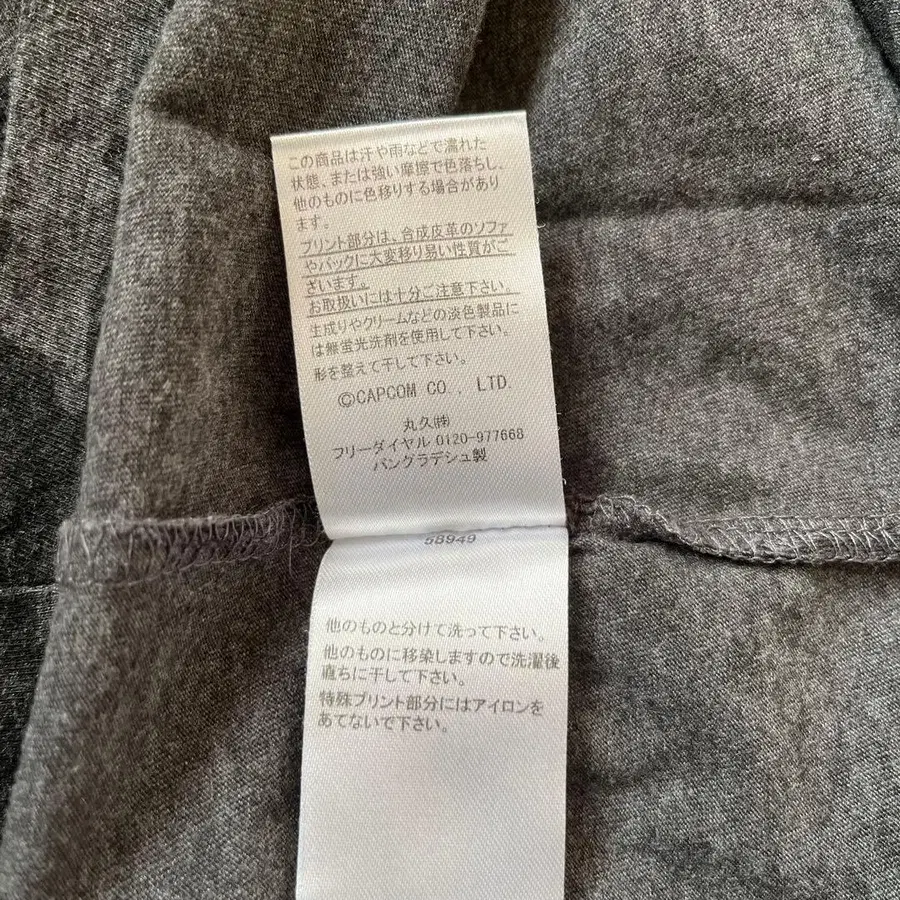 この商品は汗や雨などで濡れた
状態、または強い摩擦で色落ちし、
他のものに色移りする場合があり
ます。
プリント部分は、合成皮革のソファ
やバックに大変移り易い性質がご
ざいます。
お取扱いには十分ご注意下さい。
生成りやクリームなどの淡色製品に
は無蛍光洗剤を使用して下さい。
形を整えて干して下さい。
©CAPCOM CO., LTD.
丸久㈱
フリーダイヤル 0120-977668
バングラデシュ製
58949
他のものと分けて洗って下さい。
他のものに移染しますので洗濯後
直ちに干して下さい。
特殊プリント部分にはアイロンを
あてないで下さい。